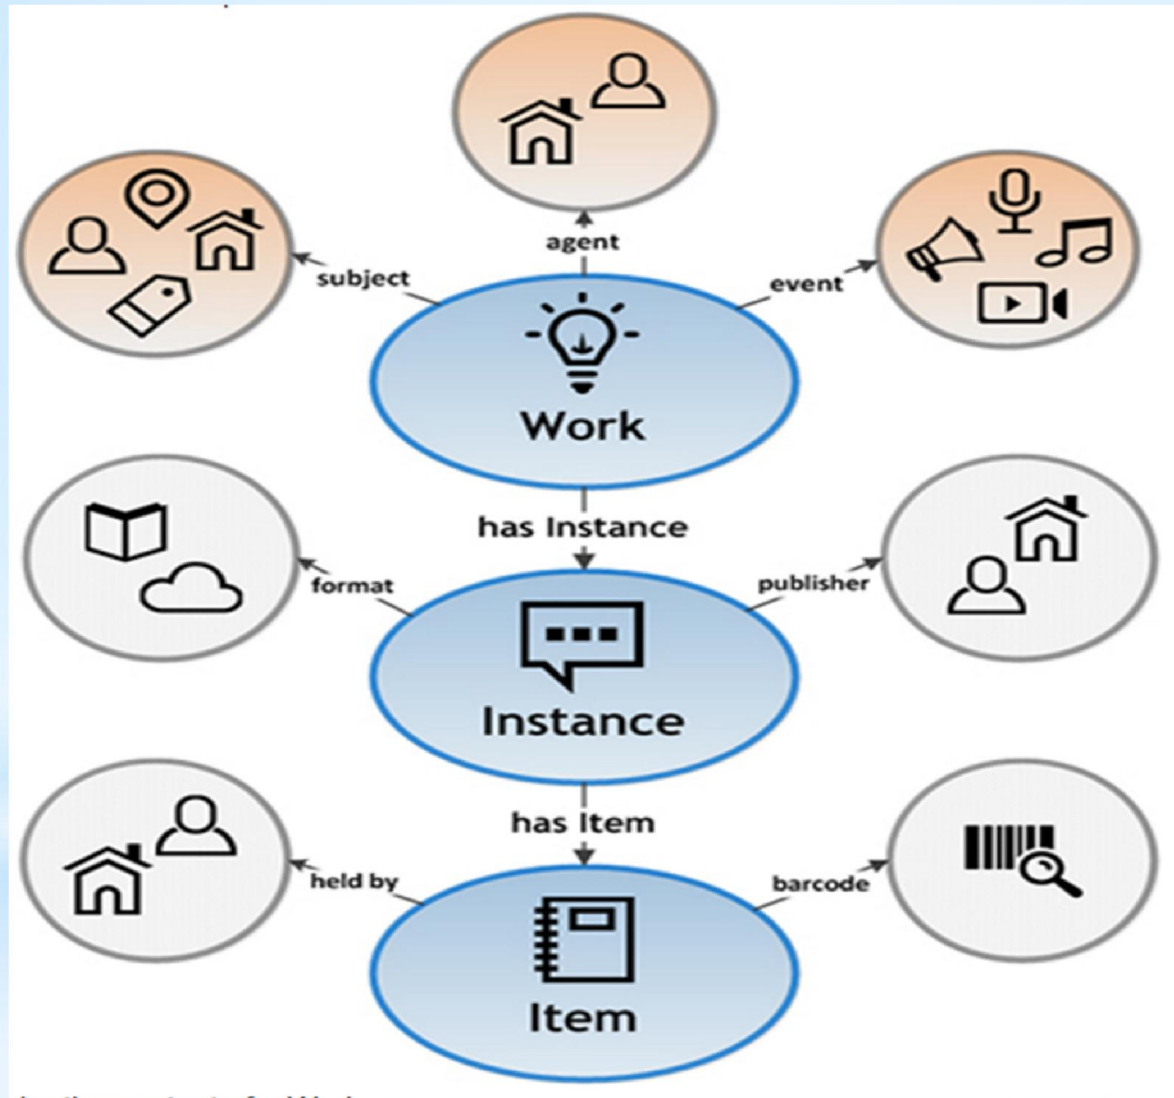 agent
subject
event
Work
has Instance
format
publisher
Instance
has Item
held by
barcode
Item